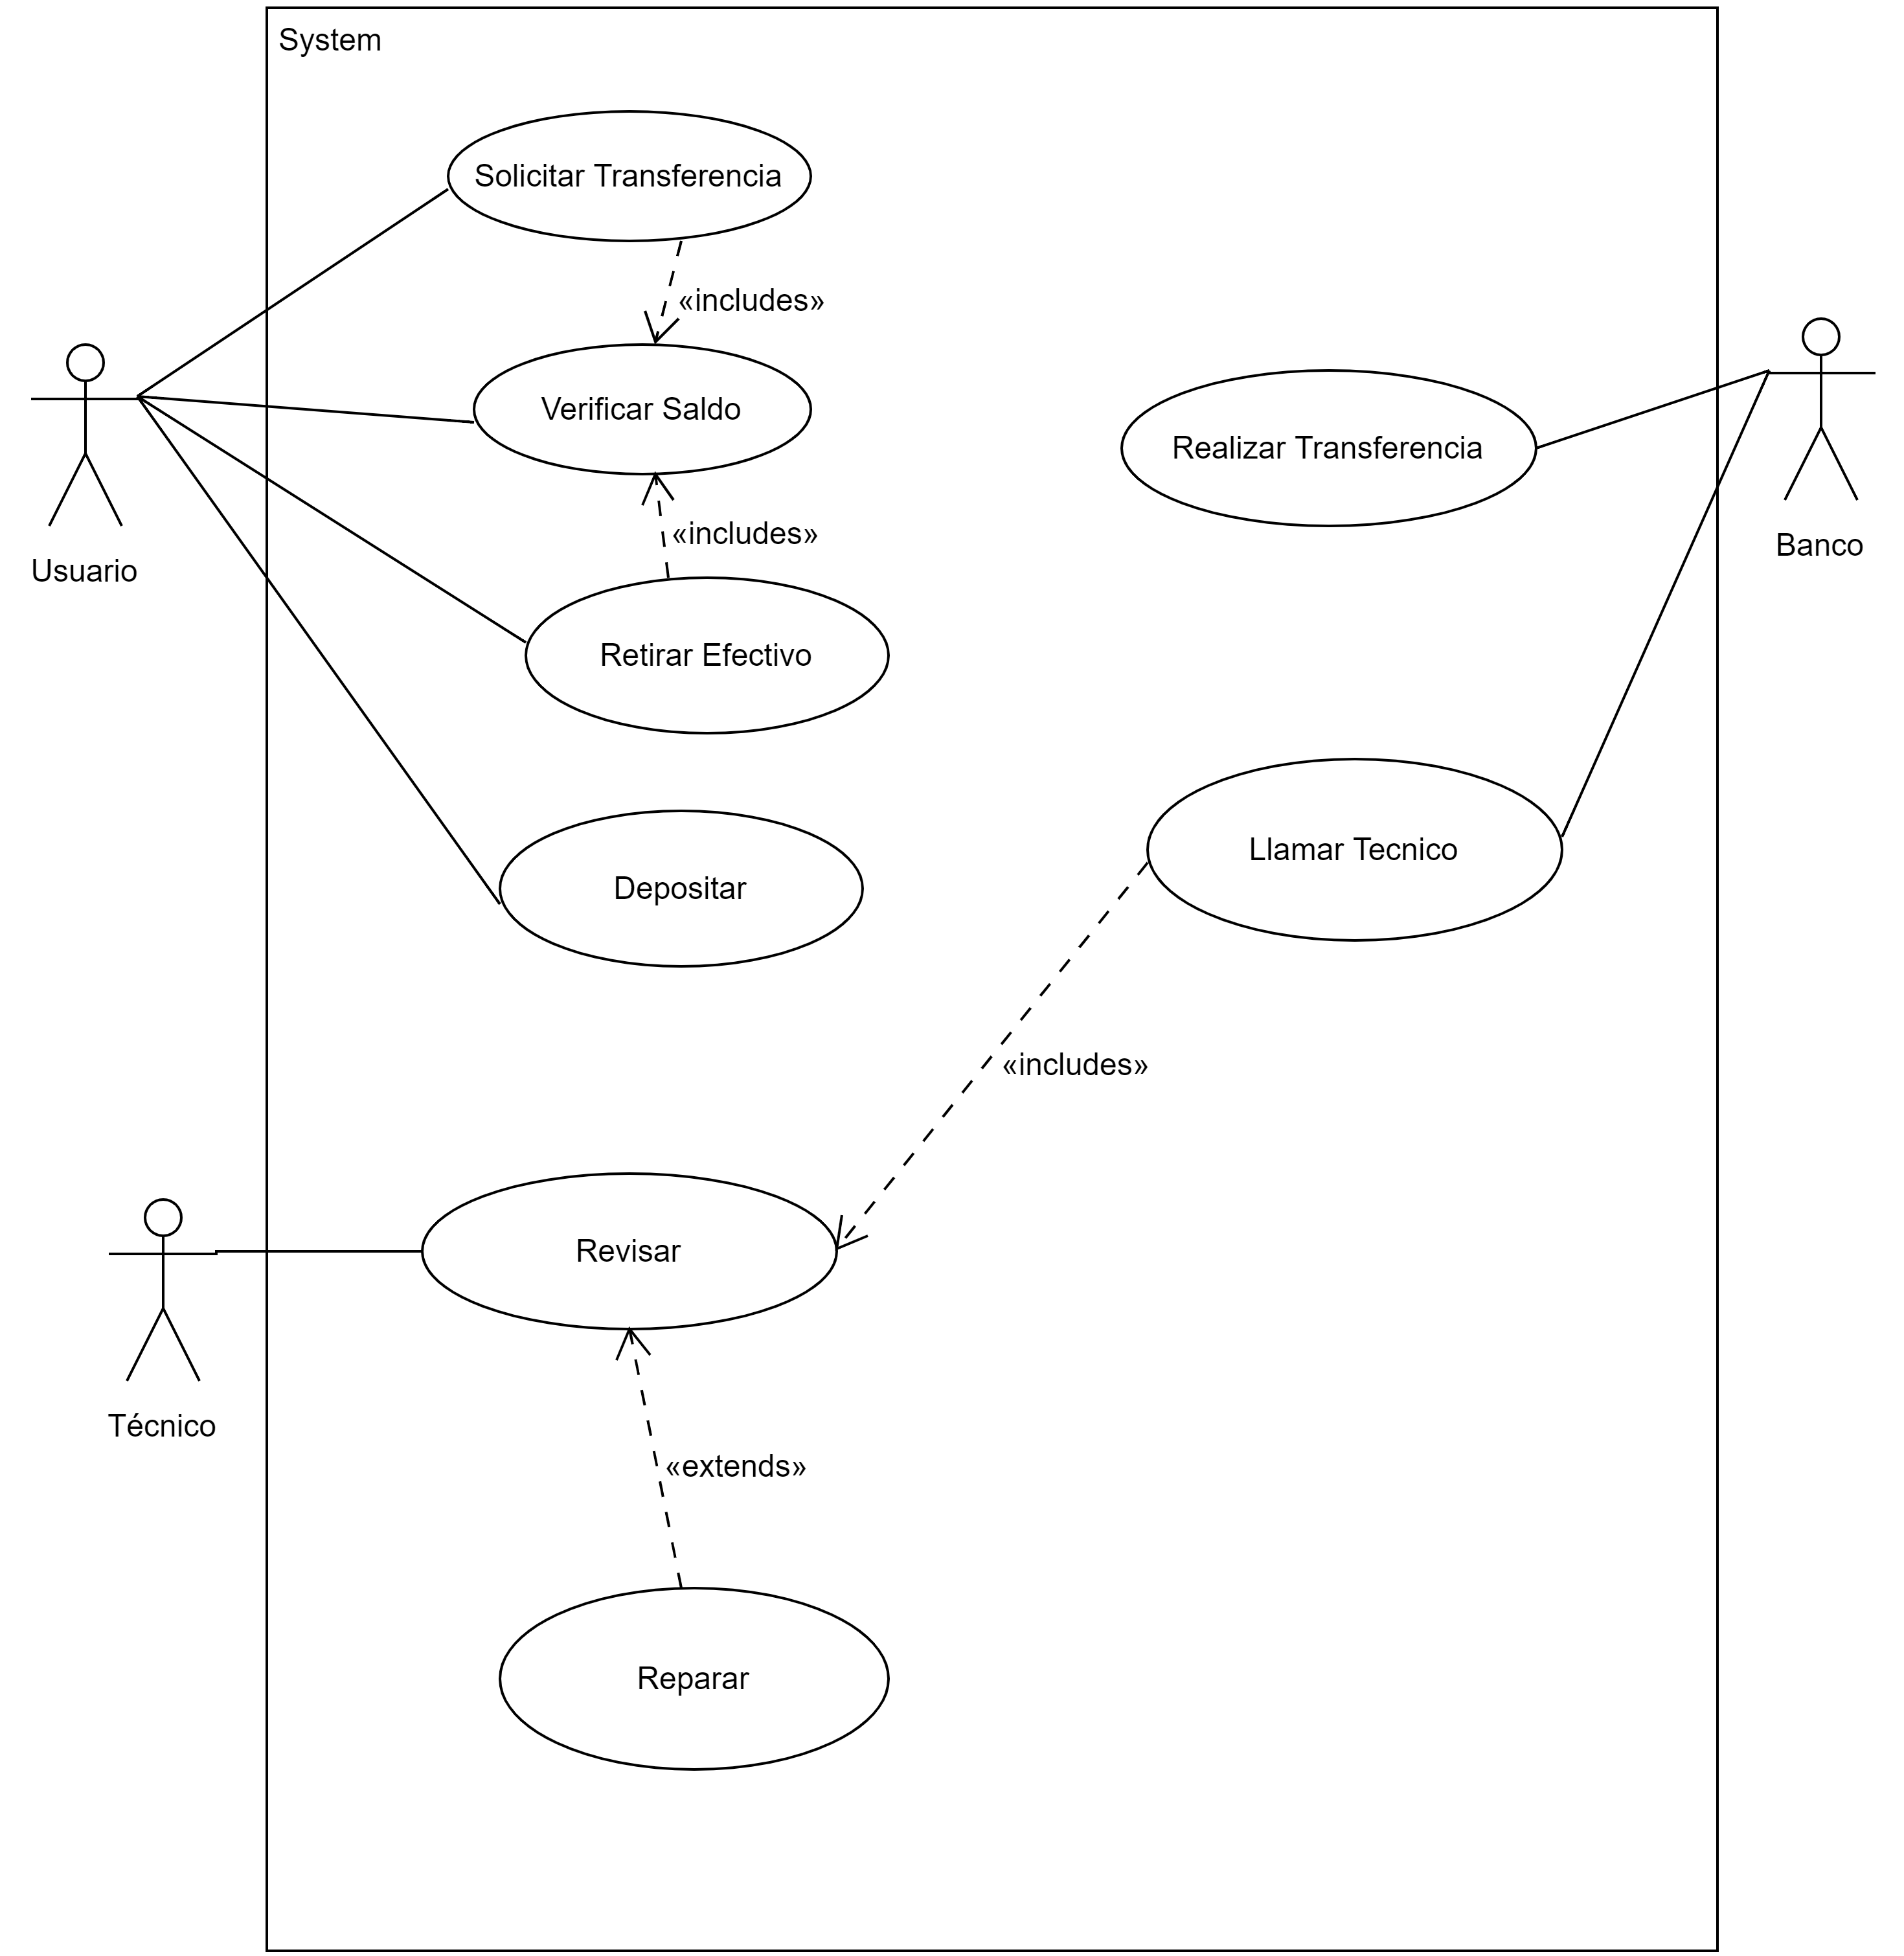 System
Solicitar Transferencia
«includes»
Verificar Saldo
Realizar Transferencia
«includes»
Banco
Usuario
Retirar Efectivo
Llamar Tecnico
Depositar
«includes»
Revisar
Técnico
«extends»
Reparar